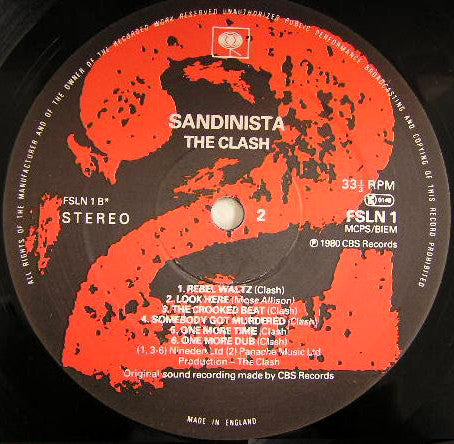 ALL RIGHTS OF THE MANUFACTURER AND OF THE OWNER OF THE RECORDED WORK RESERVED UNAUTHORIZED PUBLIC PERFORMANCE BROADCASTING AND COPYING OF THIS RECORD PROHIBITED
SANDINISTA
THE CLASH
33⅓ RPM
FSLN 1 B*
STEREO
2
FSLN 1
MCPS/BIEM
℗ 1980 CBS Records
1. REBEL WALTZ (Clash)
2. LOOK HERE (Mose Allison)
3. THE CROOKED BEAT (Clash)
4. SOMEBODY GOT MURDERED (Clash)
5. ONE MORE TIME (Clash)
6. ONE MORE DUB (Clash)
(1, 3-6) Nineden Ltd (2) Panache Music Ltd
Production – The Clash
Original sound recording made by CBS Records
MADE IN ENGLAND